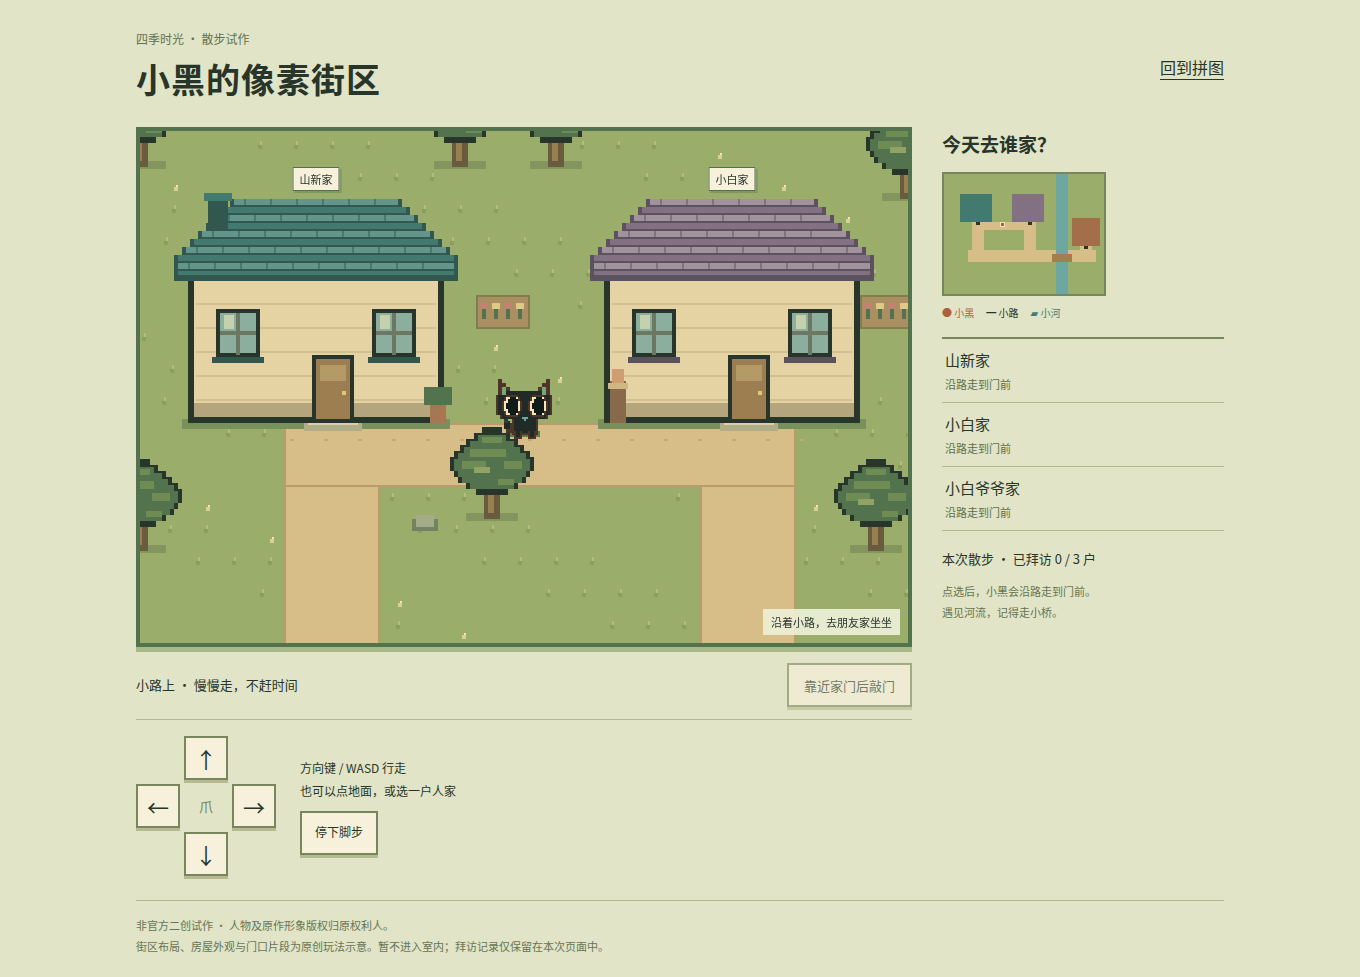 四季时光 · 散步试作
小黑的像素街区
回到拼图
山新家
小白家
沿着小路，去朋友家坐坐
今天去谁家？
小黑 小路 小河
山新家
沿路走到门前
小白家
沿路走到门前
小白爷爷家
沿路走到门前
本次散步 · 已拜访 0 / 3 户
点选后，小黑会沿路走到门前。
遇见河流，记得走小桥。
小路上 · 慢慢走，不赶时间
靠近家门后敲门
↑
← 爪 →
↓
方向键 / WASD 行走
也可以点地面，或选一户人家
停下脚步
非官方二创试作 · 人物及原作形象版权归原权利人。
街区布局、房屋外观与门口片段为原创玩法示意。暂不进入室内；拜访记录仅保留在本次页面中。